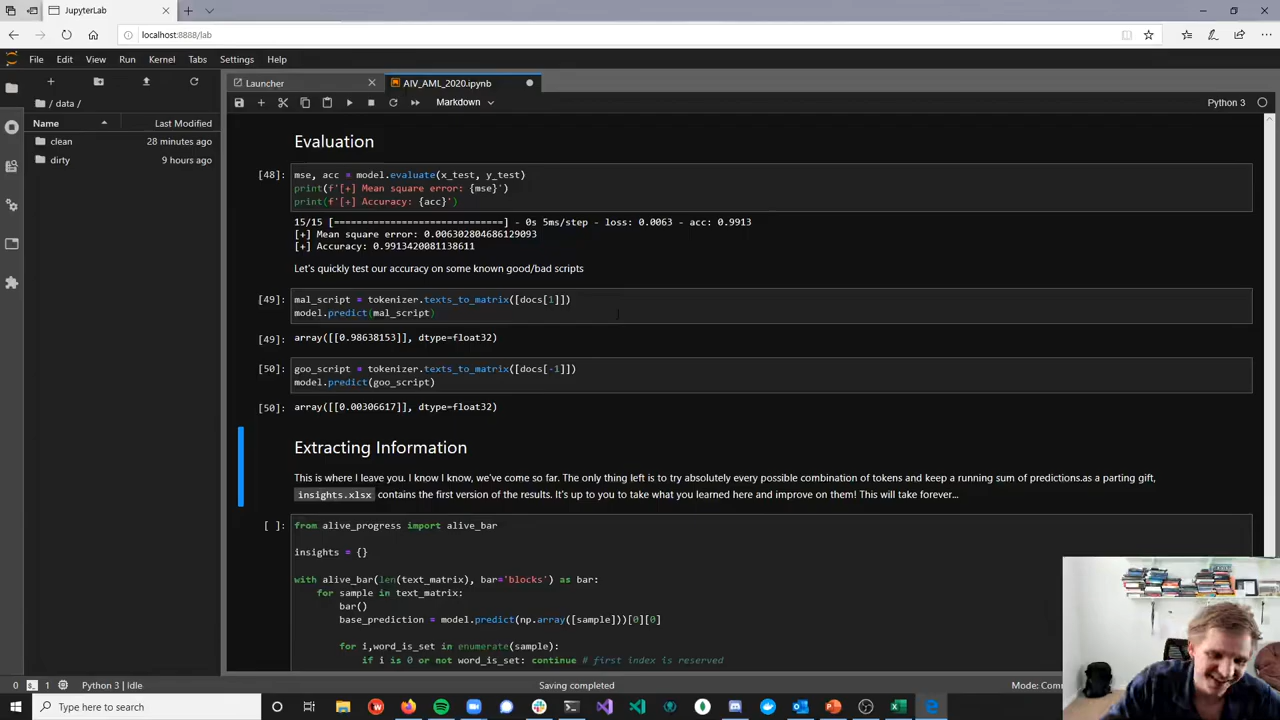 JupyterLab
localhost:8888/lab
File Edit View Run Kernel Tabs Settings Help
Launcher
AIV_AML_2020.ipynb
/ data /
Markdown
Python 3
Name Last Modified
clean 28 minutes ago
dirty 9 hours ago
Evaluation
[48]: mse, acc = model.evaluate(x_test, y_test)
print(f'[+] Mean square error: {mse}')
print(f'[+] Accuracy: {acc}')
15/15 [==============================] - 0s 5ms/step - loss: 0.0063 - acc: 0.9913
[+] Mean square error: 0.006302804686129093
[+] Accuracy: 0.9913420081138611
Let's quickly test our accuracy on some known good/bad scripts
[49]: mal_script = tokenizer.texts_to_matrix([docs[1]])
model.predict(mal_script)
[49]: array([[0.98638153]], dtype=float32)
[50]: goo_script = tokenizer.texts_to_matrix([docs[-1]])
model.predict(goo_script)
[50]: array([[0.00306617]], dtype=float32)
Extracting Information
This is where I leave you. I know I know, we've come so far. The only thing left is to try absolutely every possible combination of tokens and keep a running sum of predictions.as a parting gift,
insights.xlsx contains the first version of the results. It's up to you to take what you learned here and improve on them! This will take forever...
[ ]: from alive_progress import alive_bar
insights = {}
with alive_bar(len(text_matrix), bar='blocks') as bar:
for sample in text_matrix:
bar()
base_prediction = model.predict(np.array([sample]))[0][0]
for i,word_is_set in enumerate(sample):
if i is 0 or not word_is_set: continue # first index is reserved
0 1 Python 3 | Idle
Saving completed
Mode: Com
Type here to search